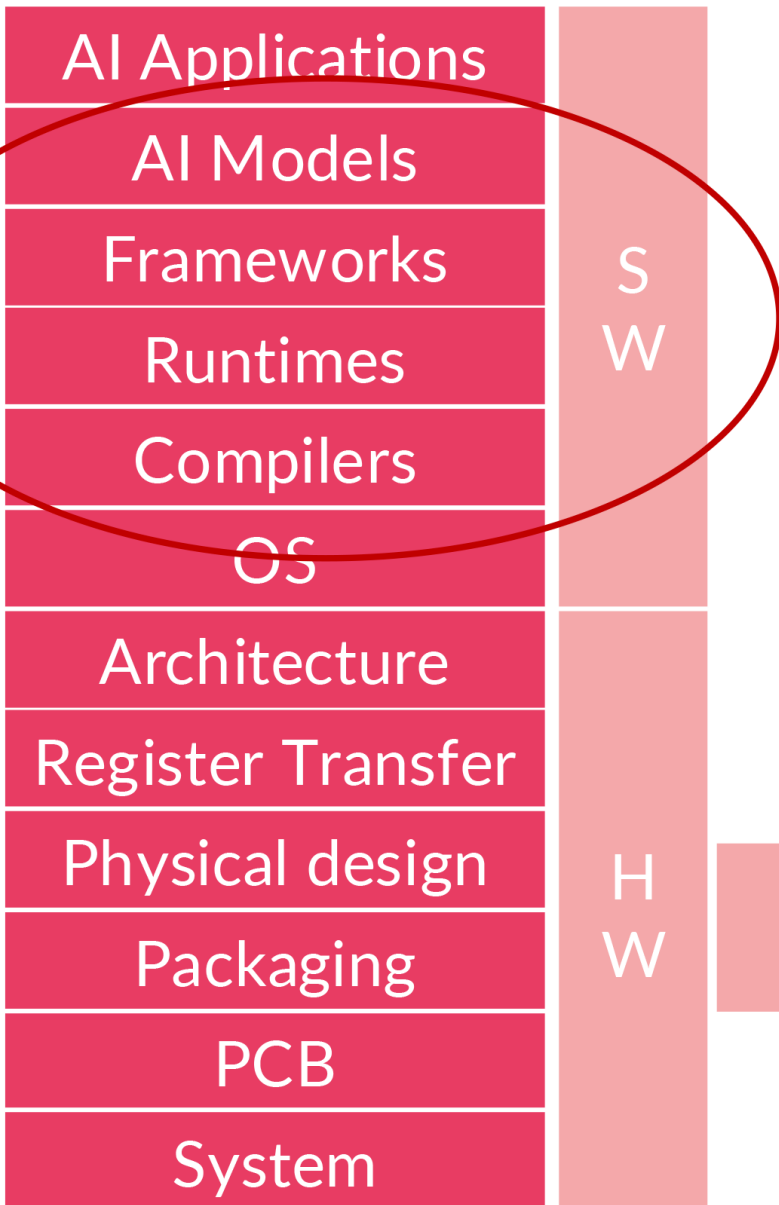 AI Applications
AI Models
Frameworks
Runtimes
Compilers
OS
Architecture
Register Transfer
Physical design
Packaging
PCB
System
S
W
H
W